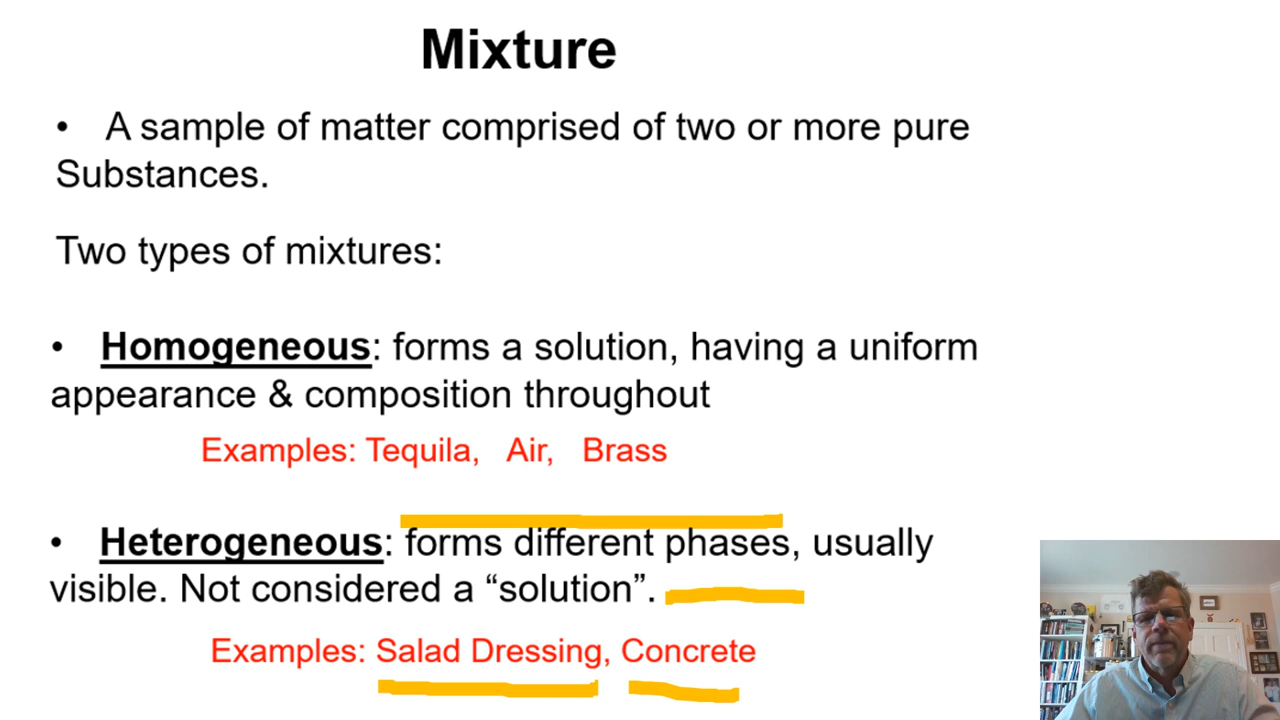 Mixture
• A sample of matter comprised of two or more pure
Substances.
Two types of mixtures:
• Homogeneous: forms a solution, having a uniform
appearance & composition throughout
Examples: Tequila, Air, Brass
• Heterogeneous: forms different phases, usually
visible. Not considered a “solution”.
Examples: Salad Dressing, Concrete